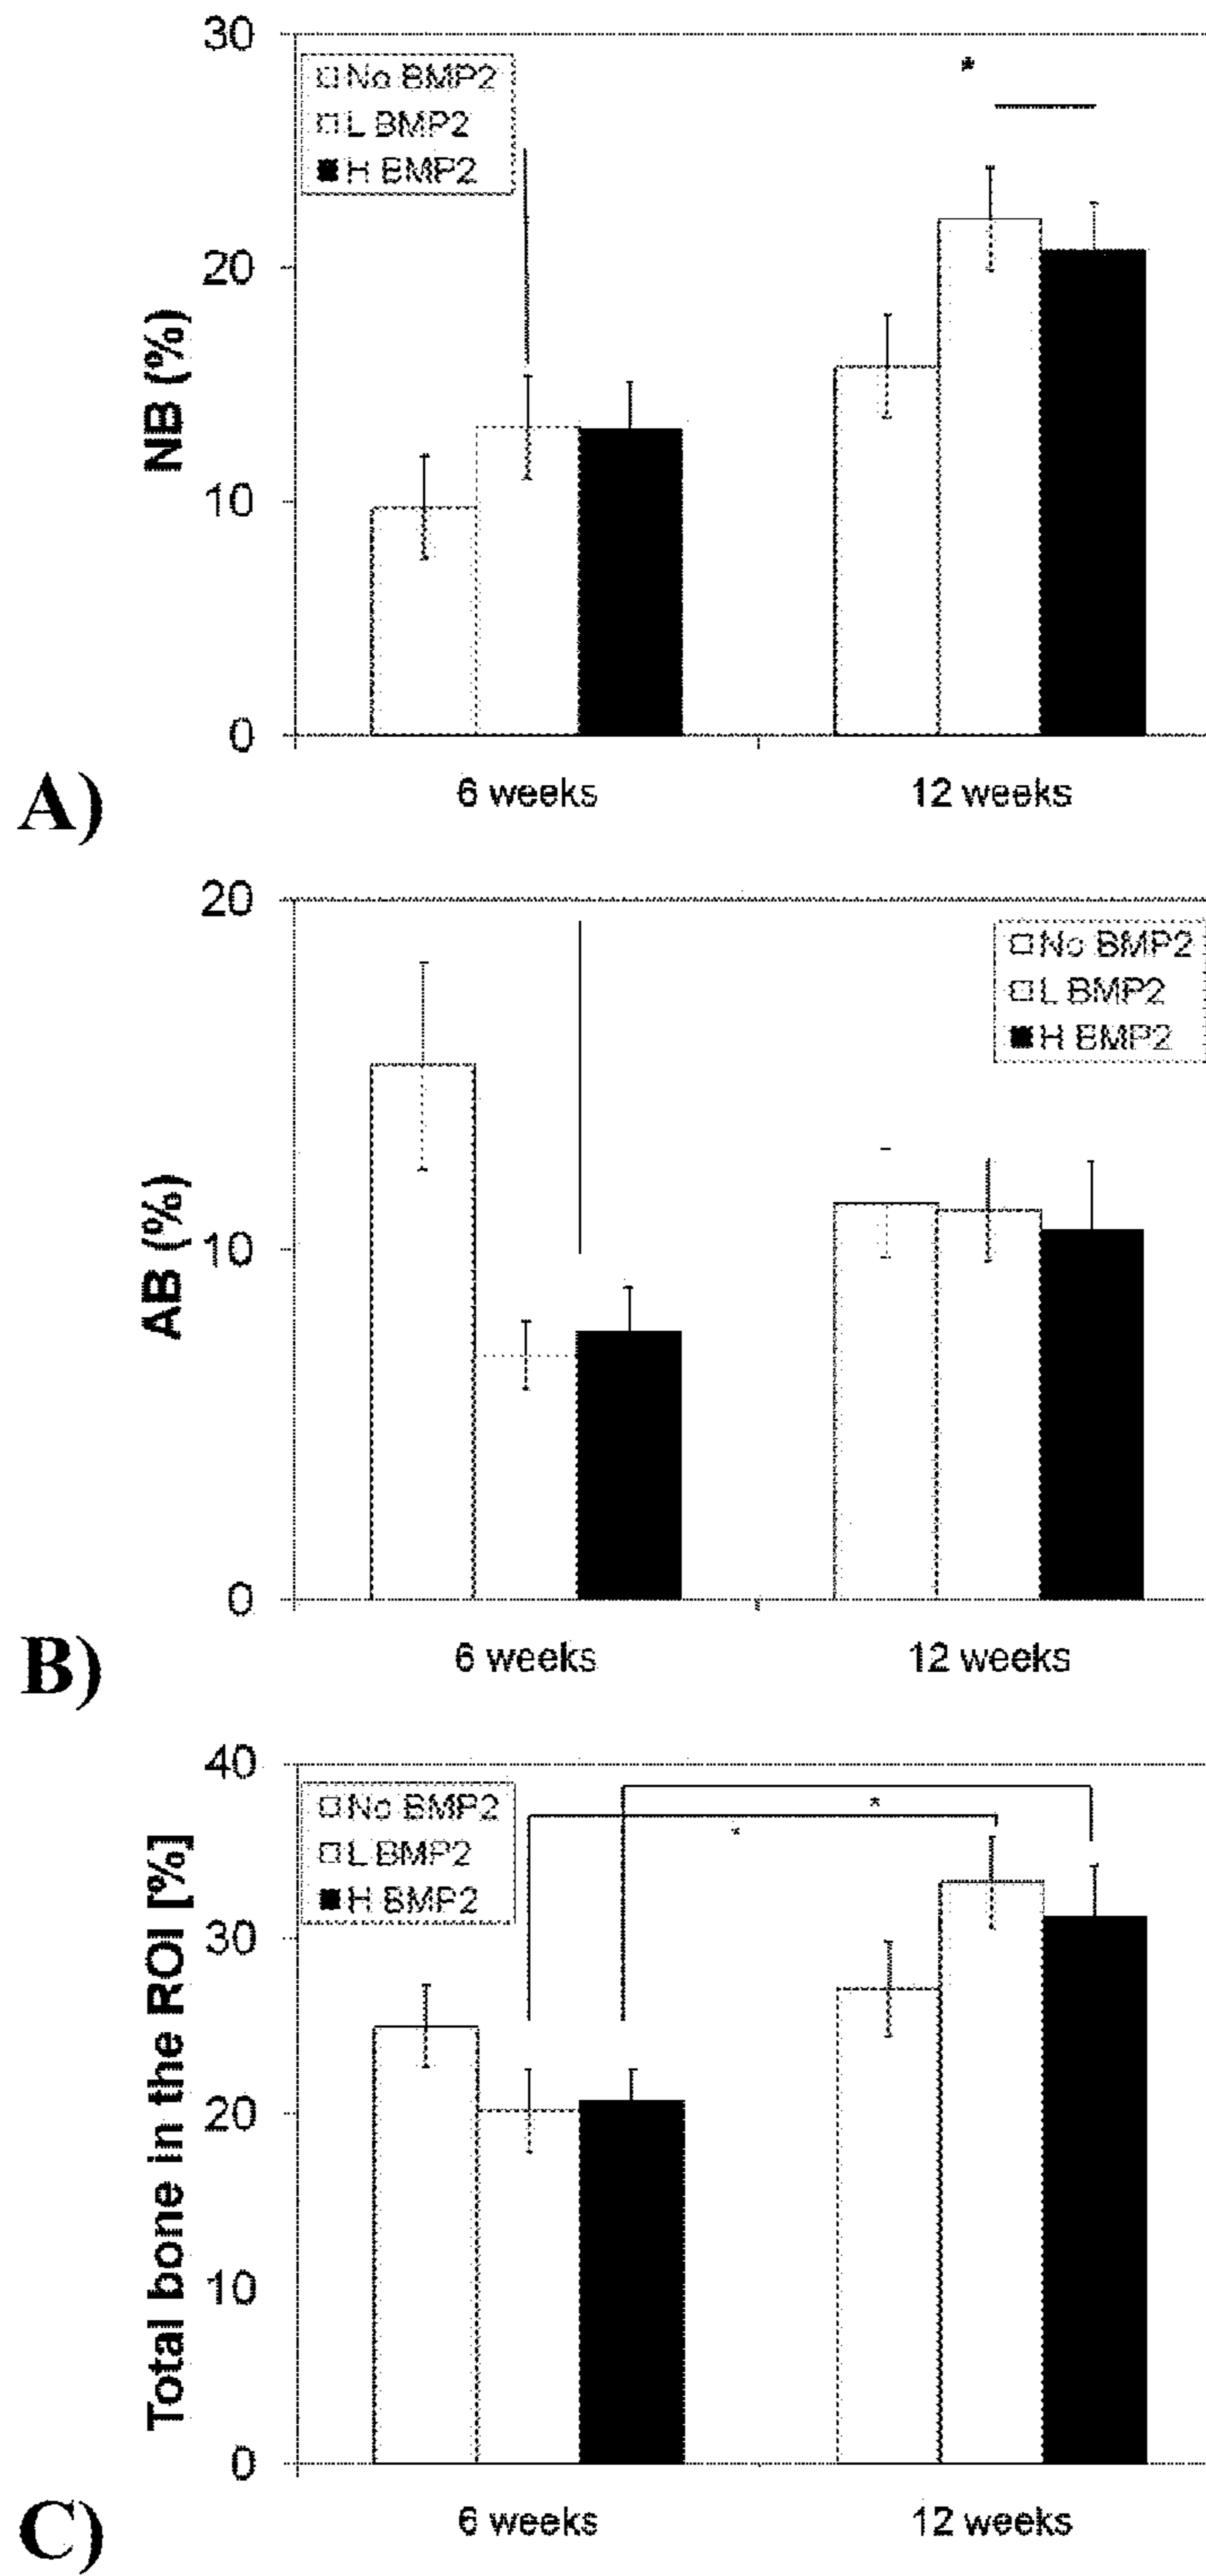 30
No BMP2
L BMP2
H BMP2
*
20
NB (%)
10
0
6 weeks
12 weeks
A)
20
No BMP2
L BMP2
H BMP2
AB (%)
10
0
6 weeks
12 weeks
B)
40
No BMP2
L BMP2
H BMP2
*
*
30
Total bone in the ROI [%]
20
10
0
6 weeks
12 weeks
C)